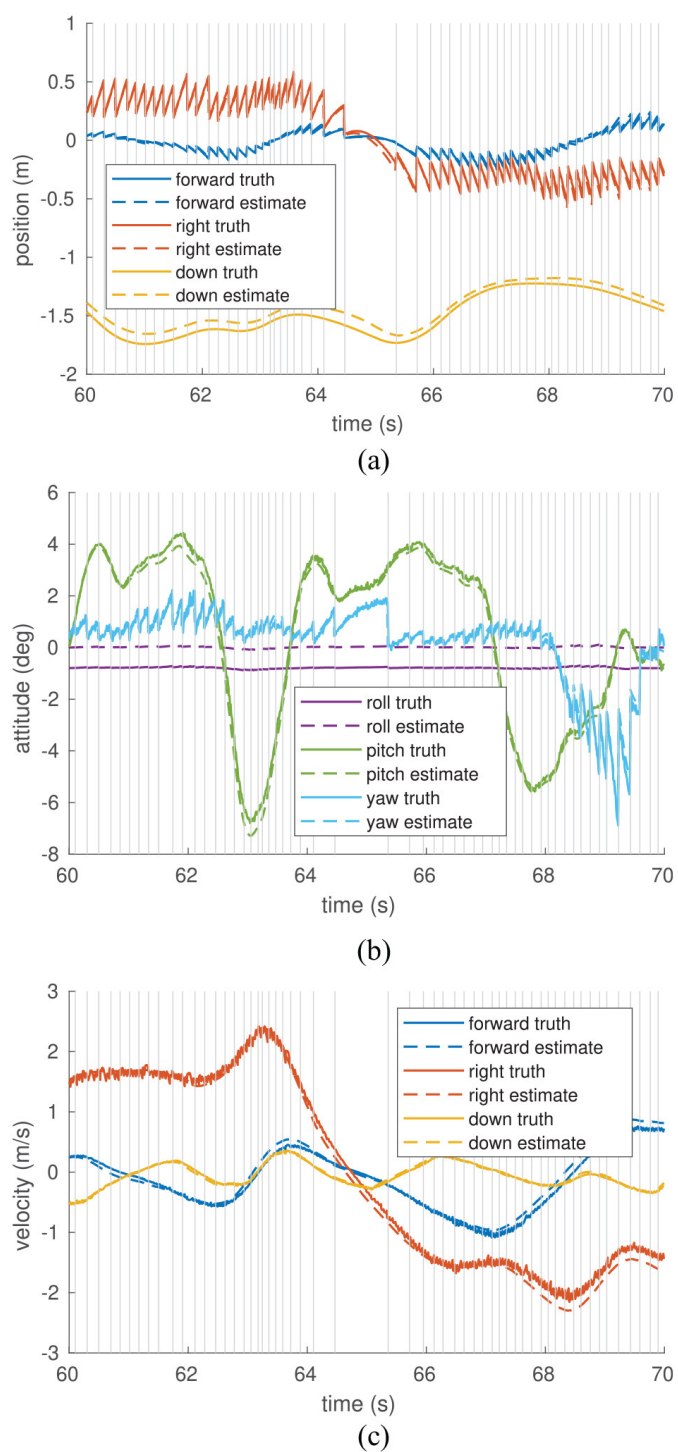 1
0.5
0
-0.5
-1
-1.5
-2
position (m)
forward truth
forward estimate
right truth
right estimate
down truth
down estimate
60 62 64 66 68 70
time (s)
(a)
6
4
2
0
-2
-4
-6
-8
attitude (deg)
roll truth
roll estimate
pitch truth
pitch estimate
yaw truth
yaw estimate
60 62 64 66 68 70
time (s)
(b)
3
2
1
0
-1
-2
-3
velocity (m/s)
forward truth
forward estimate
right truth
right estimate
down truth
down estimate
60 62 64 66 68 70
time (s)
(c)